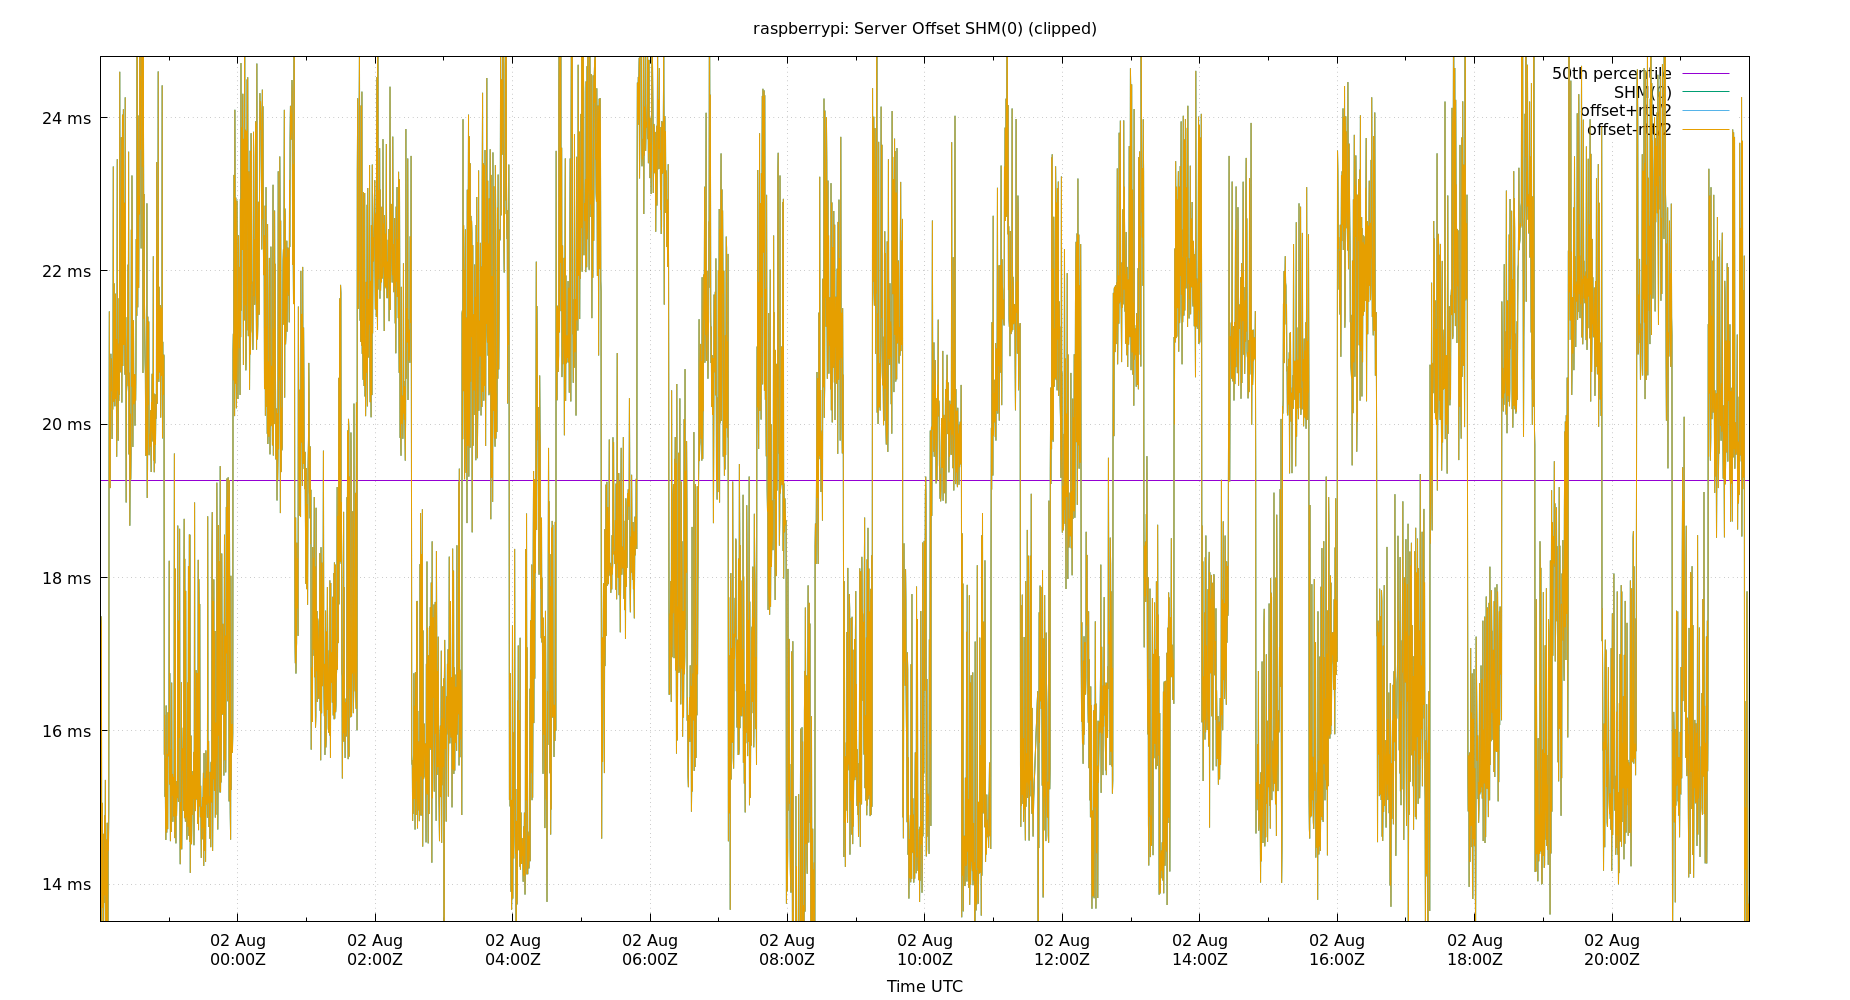 raspberrypi: Server Offset SHM(0) (clipped)
50th percentile
SHM(0)
offset+rtt/2
offset-rtt/2
24 ms
22 ms
20 ms
18 ms
16 ms
14 ms
02 Aug 02 Aug 02 Aug 02 Aug 02 Aug 02 Aug 02 Aug 02 Aug 02 Aug 02 Aug 02 Aug
00:00Z 02:00Z 04:00Z 06:00Z 08:00Z 10:00Z 12:00Z 14:00Z 16:00Z 18:00Z 20:00Z
Time UTC